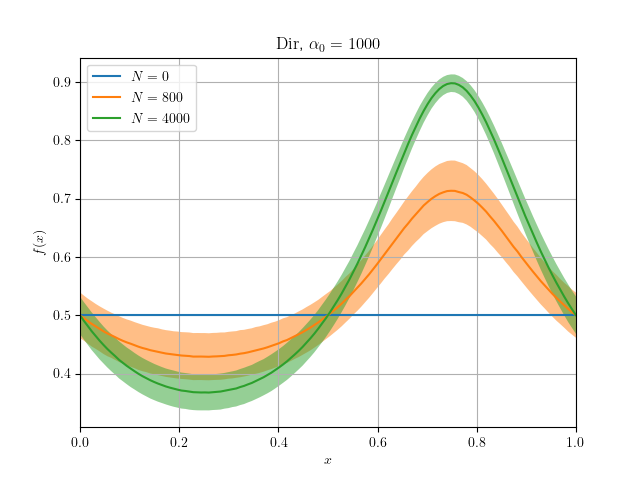 Dir, α₀ = 1000
N = 0
N = 800
N = 4000
0.9
0.8
0.7
0.6
0.5
0.4
f(x)
0.0 0.2 0.4 0.6 0.8 1.0
x